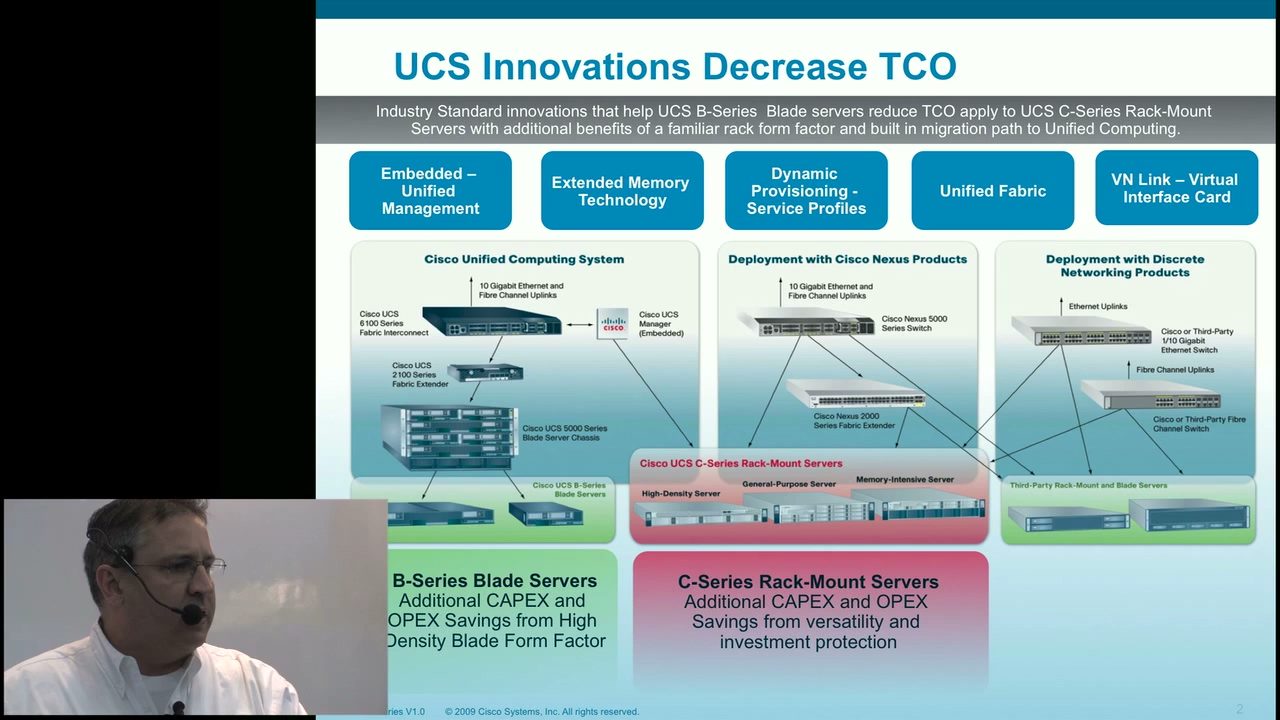 UCS Innovations Decrease TCO
Industry Standard innovations that help UCS B-Series Blade servers reduce TCO apply to UCS C-Series Rack-Mount
Servers with additional benefits of a familiar rack form factor and built in migration path to Unified Computing.
Embedded –
Unified
Management
Extended Memory
Technology
Dynamic
Provisioning -
Service Profiles
Unified Fabric
VN Link – Virtual
Interface Card
Cisco Unified Computing System
10 Gigabit Ethernet and
Fibre Channel Uplinks
Cisco UCS
6100 Series
Fabric Interconnect
CISCO
Cisco UCS
Manager
(Embedded)
Cisco UCS
2100 Series
Fabric Extender
Cisco UCS 5000 Series
Blade Server Chassis
Cisco UCS B-Series
Blade Servers
Deployment with Cisco Nexus Products
10 Gigabit Ethernet and
Fibre Channel Uplinks
Cisco Nexus 5000
Series Switch
Cisco Nexus 2000
Series Fabric Extender
Cisco UCS C-Series Rack-Mount Servers
High-Density Server
General-Purpose Server
Memory-Intensive Server
Deployment with Discrete
Networking Products
Ethernet Uplinks
Cisco or Third-Party
1/10 Gigabit
Ethernet Switch
Fibre Channel Uplinks
Cisco or Third-Party Fibre
Channel Switch
Third-Party Rack-Mount and Blade Servers
B-Series Blade Servers
Additional CAPEX and
OPEX Savings from High
Density Blade Form Factor
C-Series Rack-Mount Servers
Additional CAPEX and OPEX
Savings from versatility and
investment protection
ries V1.0 © 2009 Cisco Systems, Inc. All rights reserved.
2